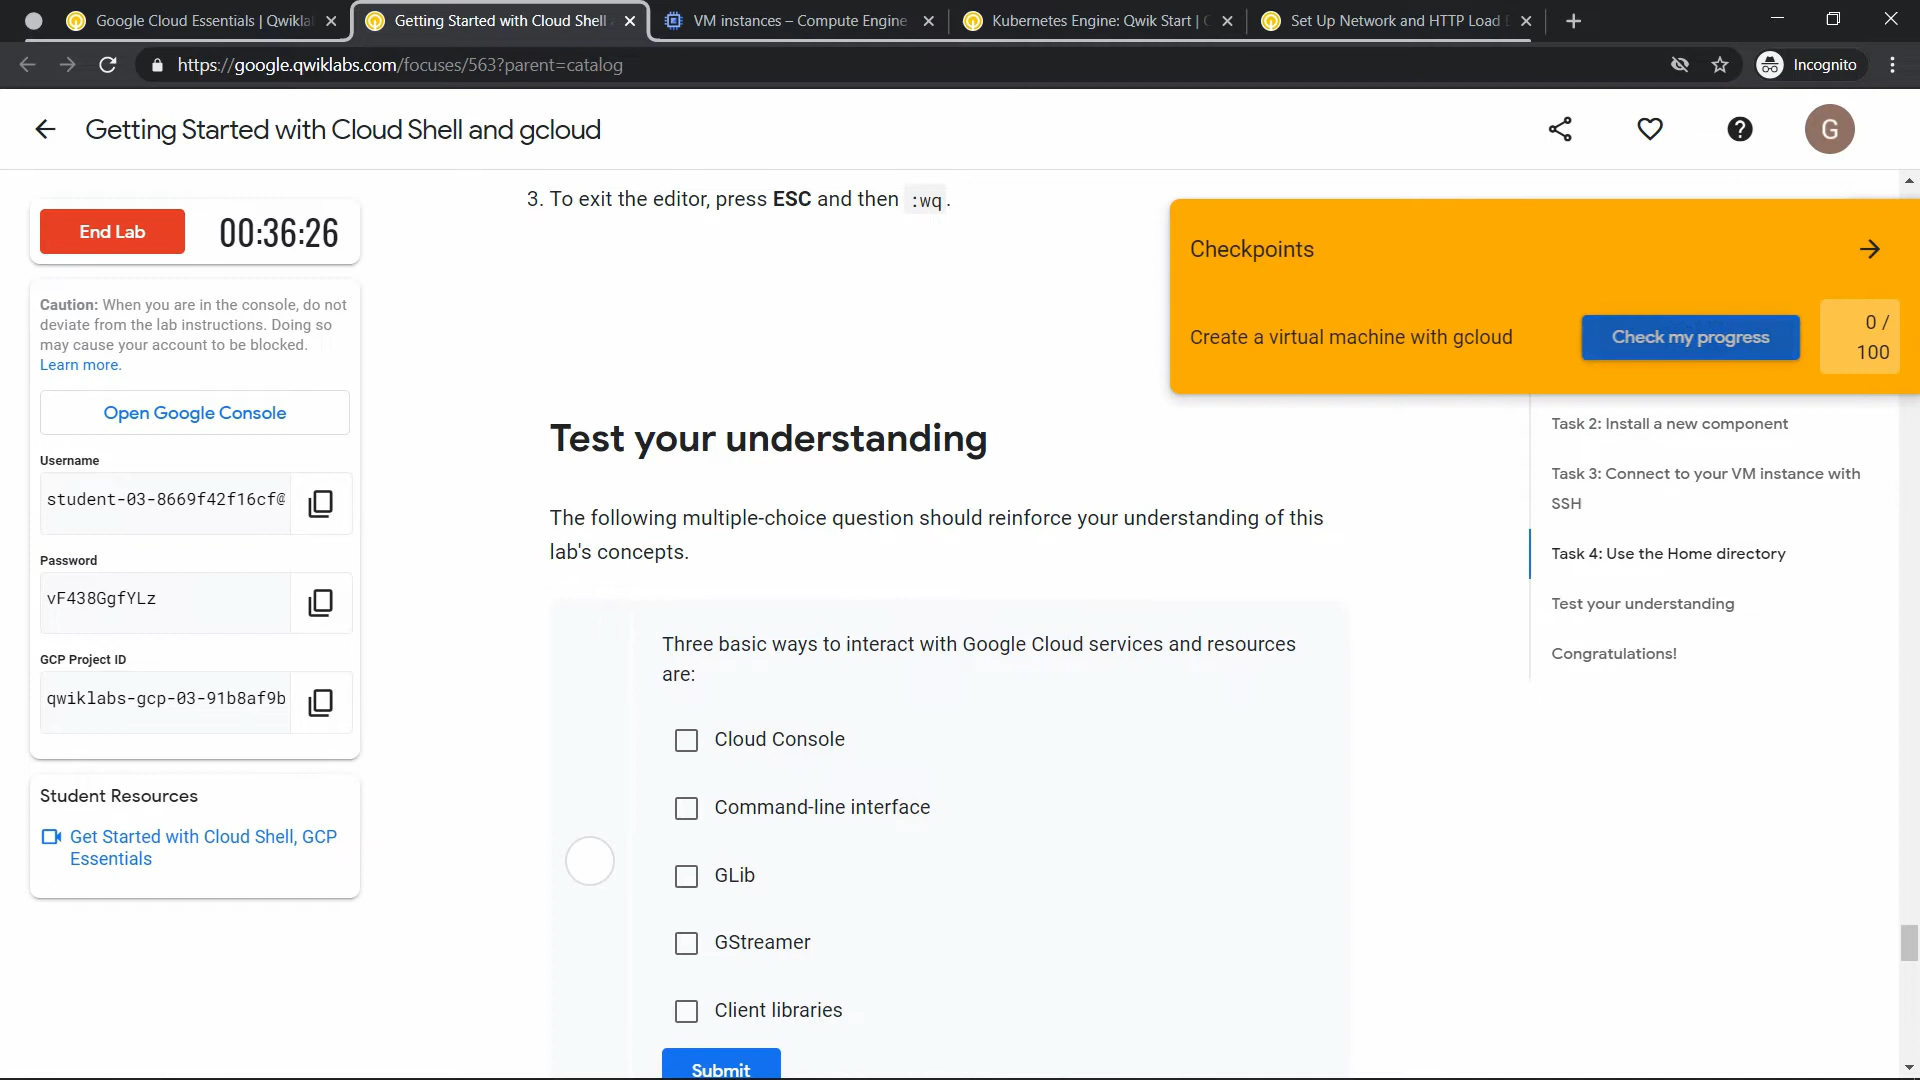 Google Cloud Essentials | Qwikla
Getting Started with Cloud Shell
VM instances – Compute Engine
Kubernetes Engine: Qwik Start |
Set Up Network and HTTP Load
https://google.qwiklabs.com/focuses/563?parent=catalog
Incognito
Getting Started with Cloud Shell and gcloud
G
End Lab
00:36:26
Caution: When you are in the console, do not
deviate from the lab instructions. Doing so
may cause your account to be blocked.
Learn more.
Open Google Console
Username
student-03-8669f42f16cf@
Password
vF438GgfYLz
GCP Project ID
qwiklabs-gcp-03-91b8af9b
Student Resources
Get Started with Cloud Shell, GCP
Essentials
3. To exit the editor, press ESC and then :wq.
Test your understanding
The following multiple-choice question should reinforce your understanding of this
lab's concepts.
Three basic ways to interact with Google Cloud services and resources
are:
Cloud Console
Command-line interface
GLib
GStreamer
Client libraries
Submit
Checkpoints
Create a virtual machine with gcloud
Check my progress
0 /
100
Task 2: Install a new component
Task 3: Connect to your VM instance with
SSH
Task 4: Use the Home directory
Test your understanding
Congratulations!